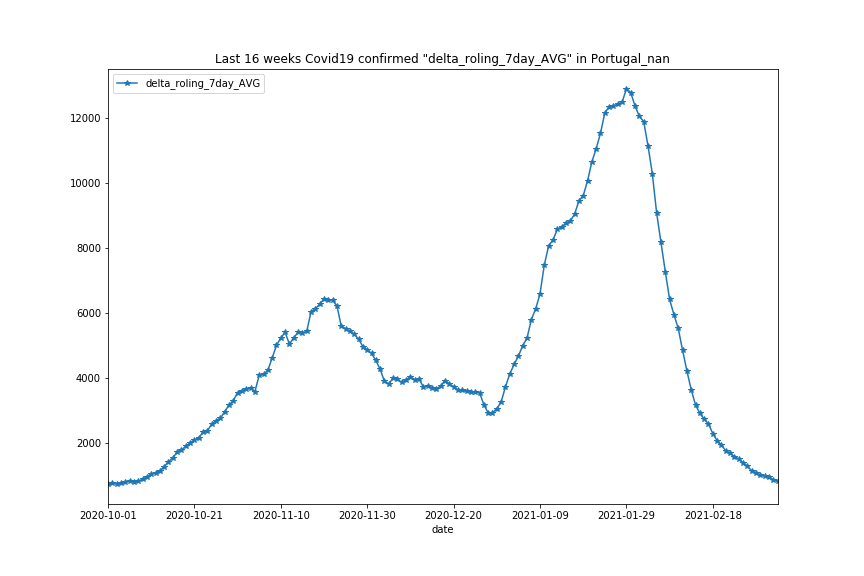 Last 16 weeks Covid19 confirmed "delta_roling_7day_AVG" in Portugal_nan
delta_roling_7day_AVG
12000
10000
8000
6000
4000
2000
2020-10-01 2020-10-21 2020-11-10 2020-11-30 2020-12-20 2021-01-09 2021-01-29 2021-02-18
date